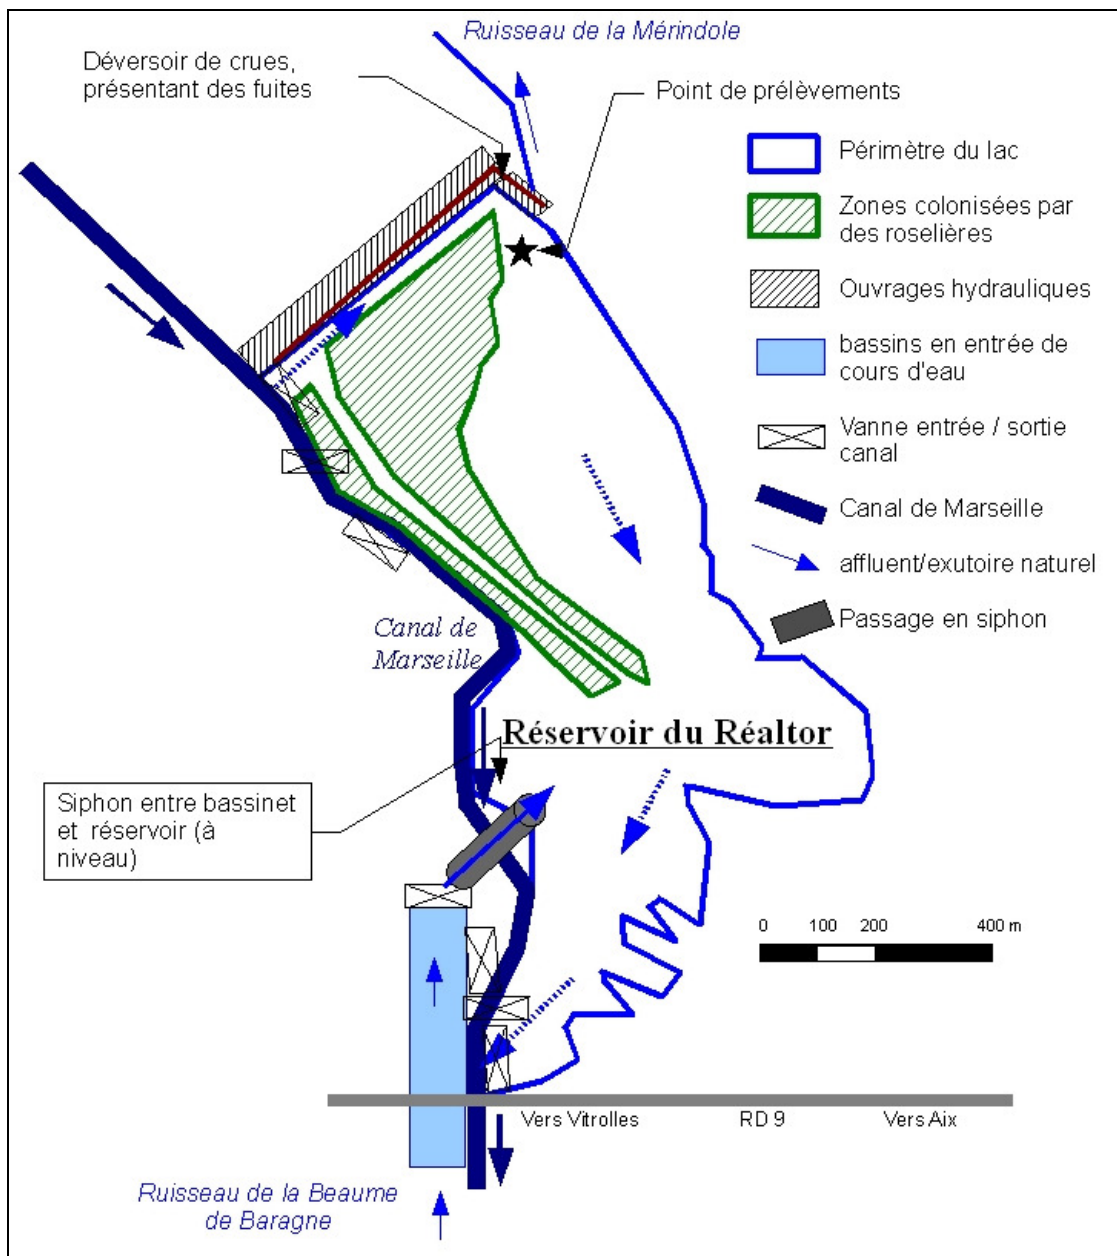 Ruisseau de la Mérindole
Déversoir de crues,
présentant des fuites
Point de prélèvements
Périmètre du lac
Zones colonisées par
des roselières
Ouvrages hydrauliques
bassins en entrée de
cours d'eau
Vanne entrée / sortie
canal
Canal de Marseille
affluent/exutoire naturel
Passage en siphon
Canal de
Marseille
Réservoir du Réaltor
Siphon entre bassinet
et réservoir (à
niveau)
0 100 200 400 m
Vers Vitrolles RD 9 Vers Aix
Ruisseau de la Beaume
de Baragne